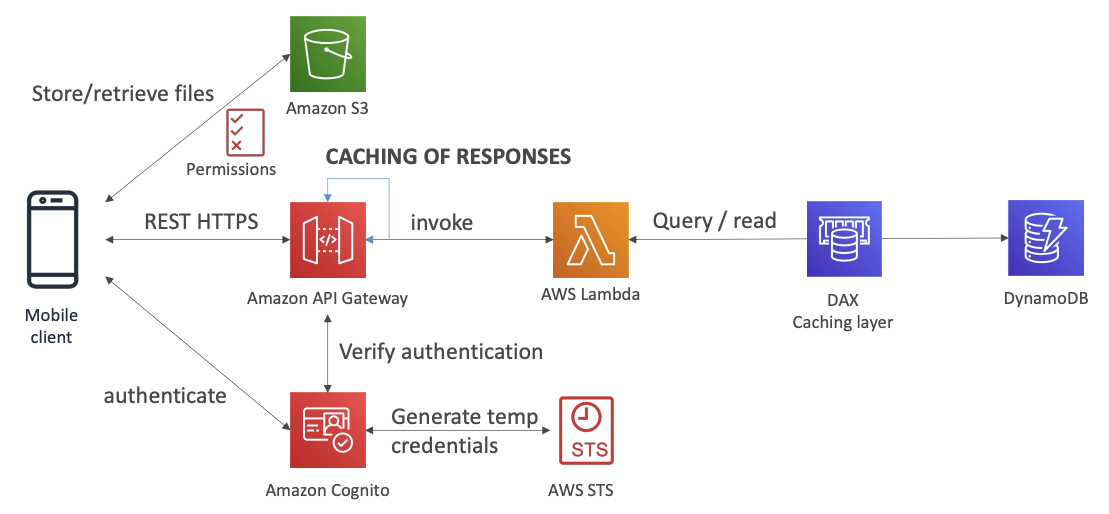 Store/retrieve files
Amazon S3
Permissions
CACHING OF RESPONSES
REST HTTPS
invoke
Query / read
Mobile
client
Amazon API Gateway
AWS Lambda
DAX
Caching layer
DynamoDB
Verify authentication
authenticate
Generate temp
credentials
STS
Amazon Cognito
AWS STS